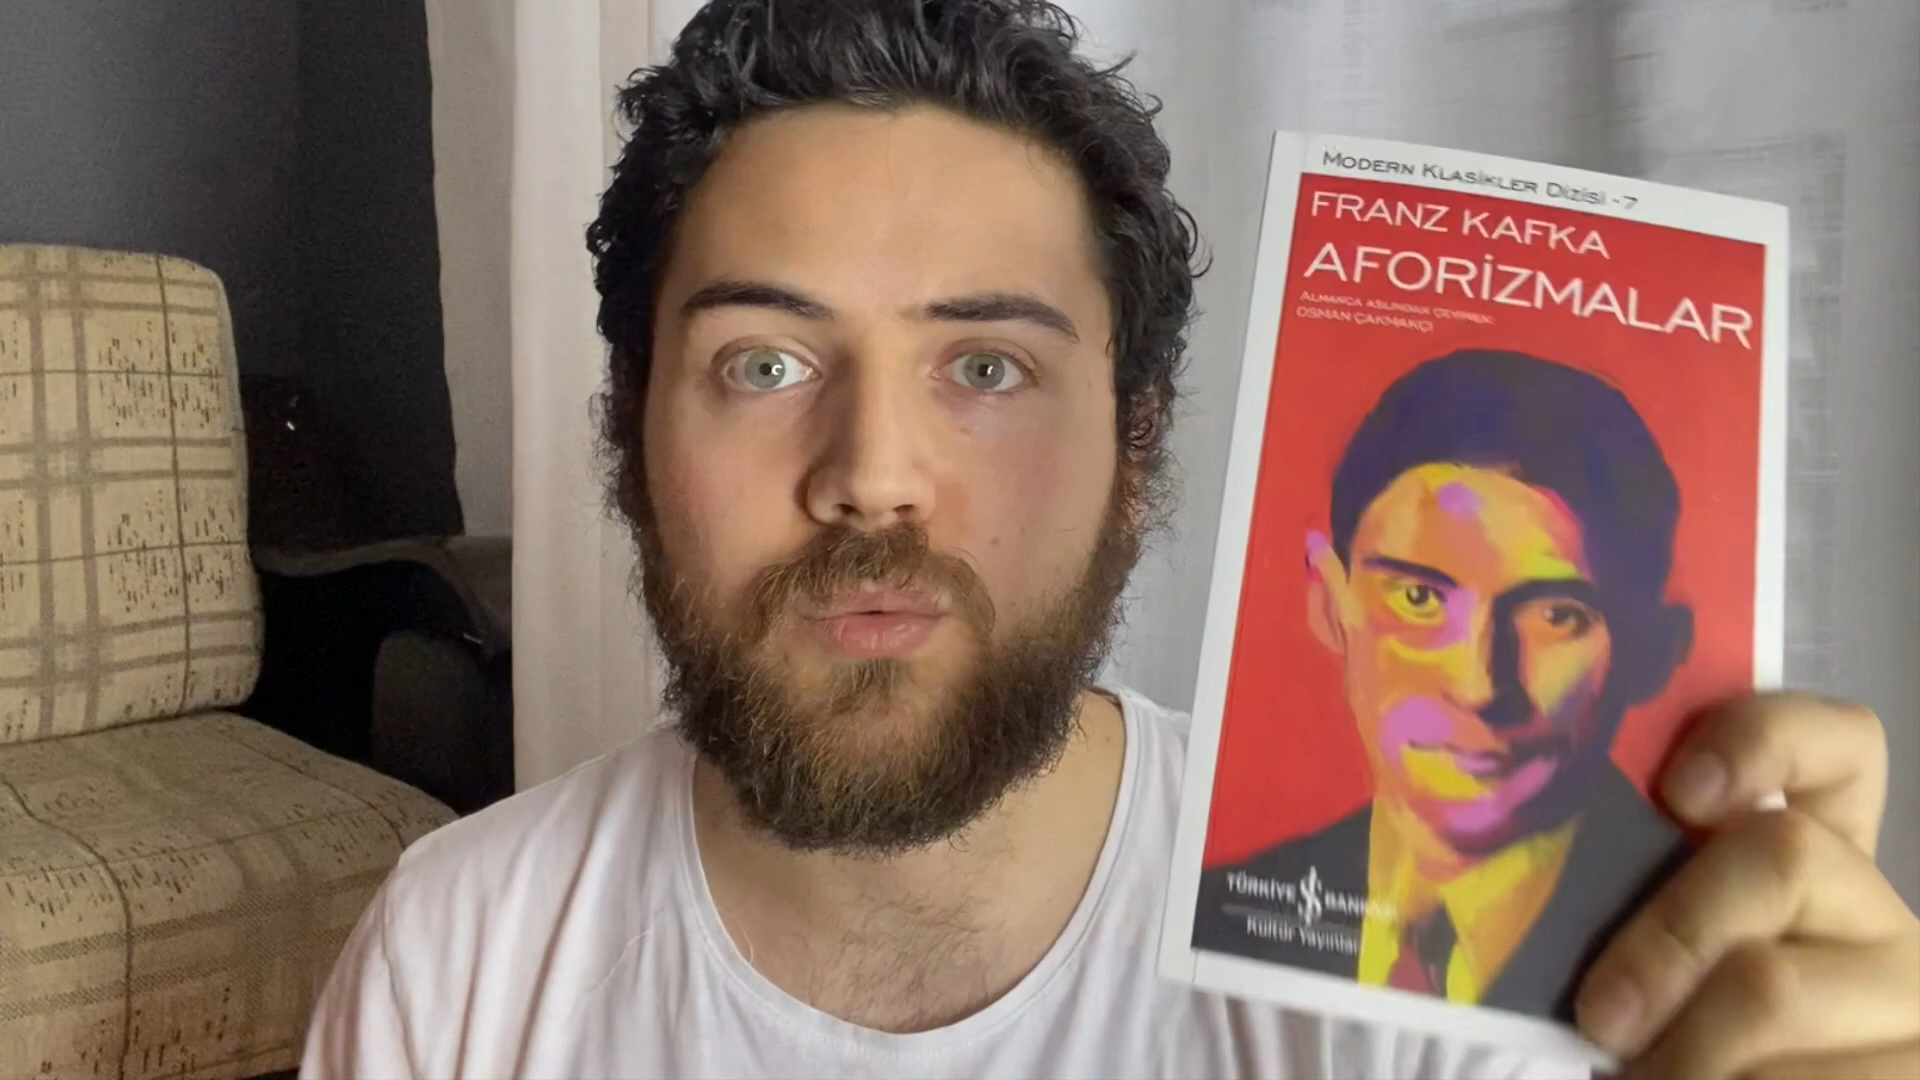 MODERN KLASİKLER DİZİSİ - 7
FRANZ KAFKA
AFORİZMALAR
ALMANCA ASLINDAN ÇEVİREN:
OSMAN ÇAKMAKÇI
TÜRKİYE İŞ BANKASI
Kültür Yayınları